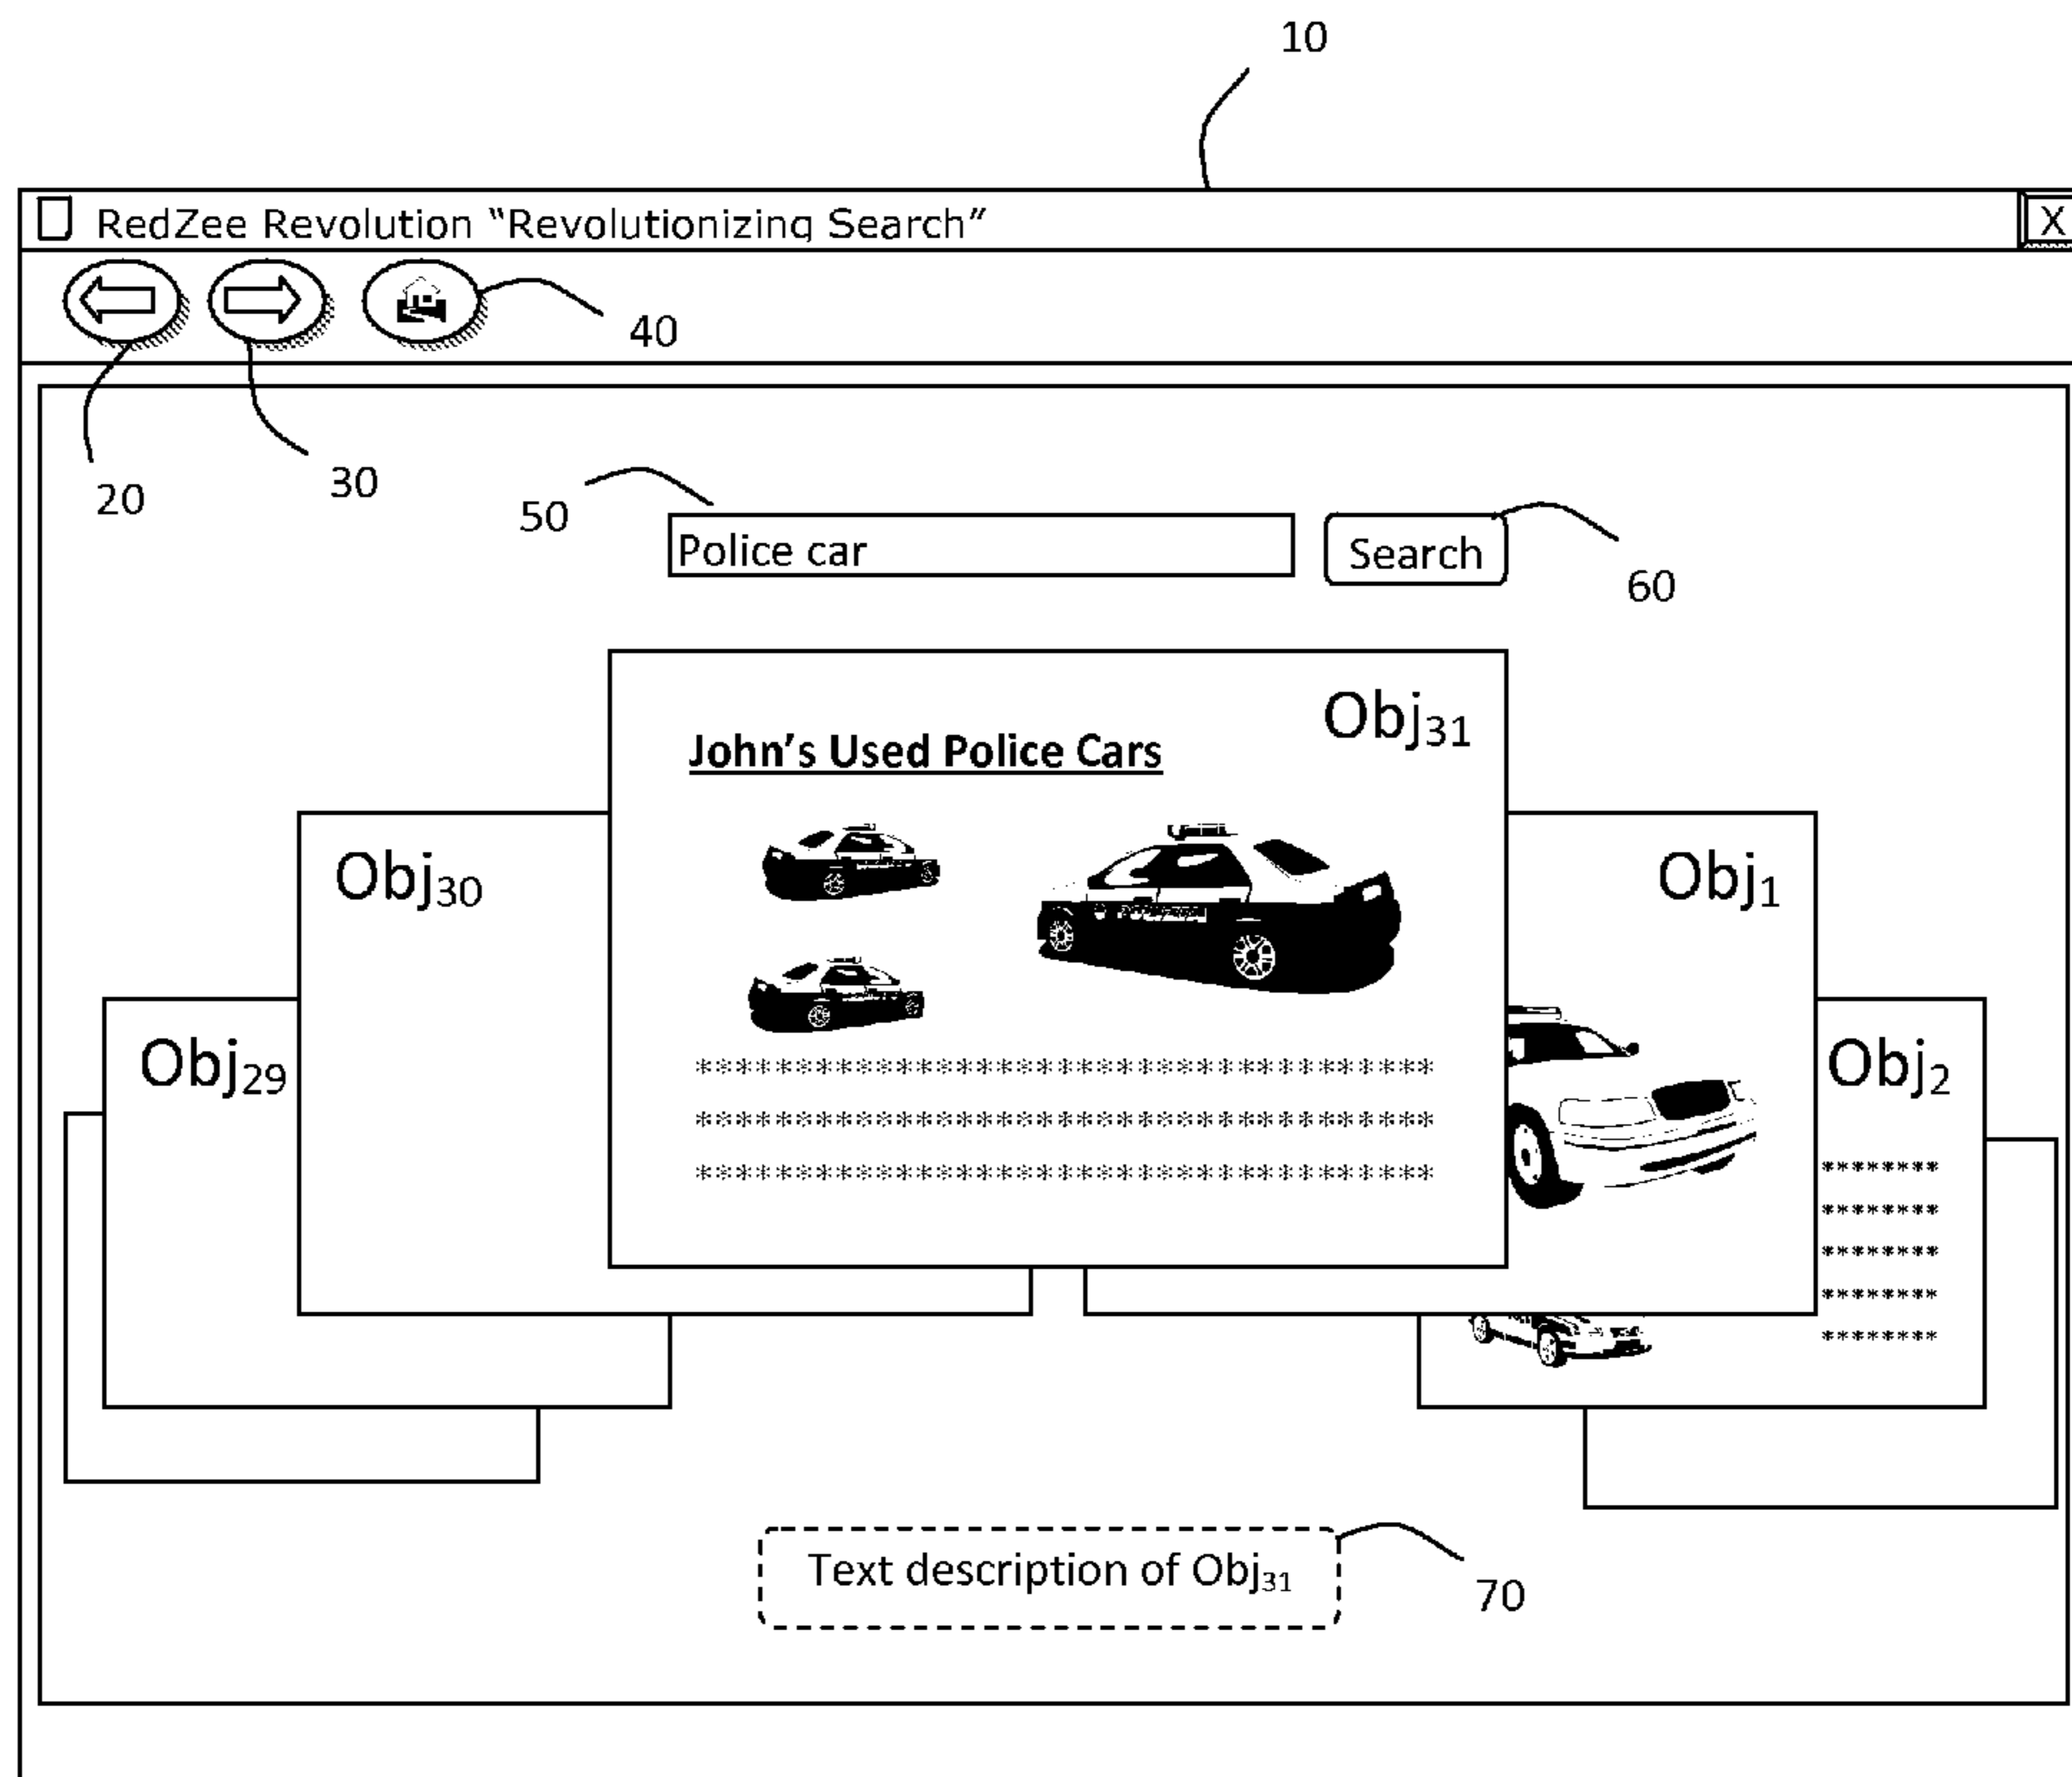 10
RedZee Revolution “Revolutionizing Search”
X
40
20
30
50
Police car
Search
60
Obj31
John’s Used Police Cars
Obj30
Obj1
Obj29
Obj2
*************************************
*************************************
*************************************
********
********
********
********
********
Text description of Obj31
70